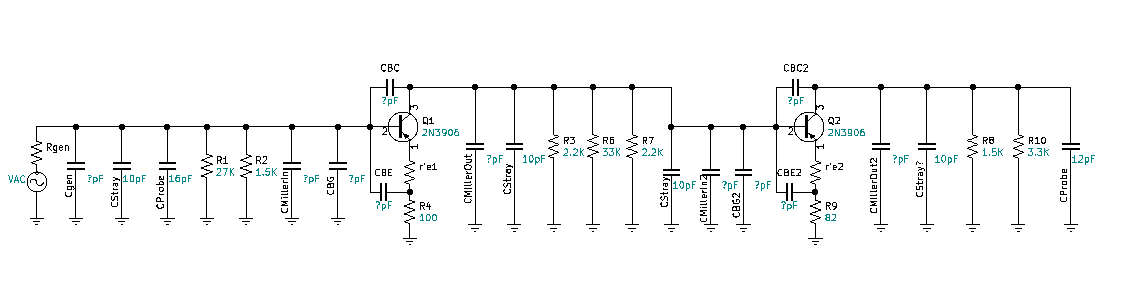 VAC
Rgen
Cgen
?pF
CStray
10pF
CProbe
16pF
R1
27K
R2
1.5K
CMillerIn
?pF
CBG
?pF
CBC
?pF
3
Q1
2N3906
2
1
r'e1
CBE
?pF
R4
100
CMillerOut
?pF
CStray
10pF
R3
2.2K
R6
33K
R7
2.2K
CStray
10pF
CMillerIn2
?pF
CBG2
?pF
CBC2
?pF
3
Q2
2N3906
2
1
r'e2
CBE2
?pF
R9
82
CMillerOut2
?pF
CStray?
10pF
R8
1.5K
R10
3.3K
CProbe
12pF